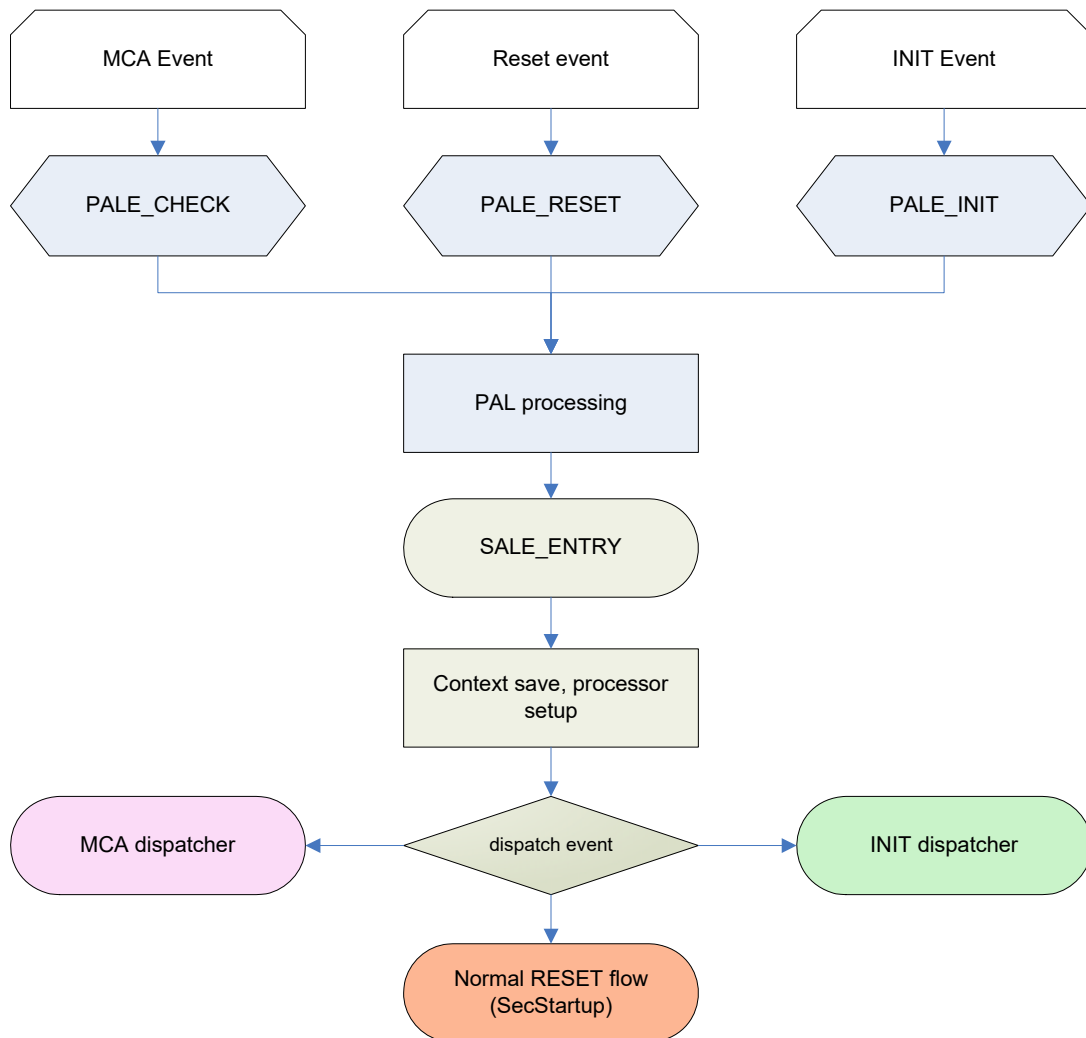 MCA Event
Reset event
INIT Event
PALE_CHECK
PALE_RESET
PALE_INIT
PAL processing
SALE_ENTRY
Context save, processor
setup
MCA dispatcher
dispatch event
INIT dispatcher
Normal RESET flow
(SecStartup)